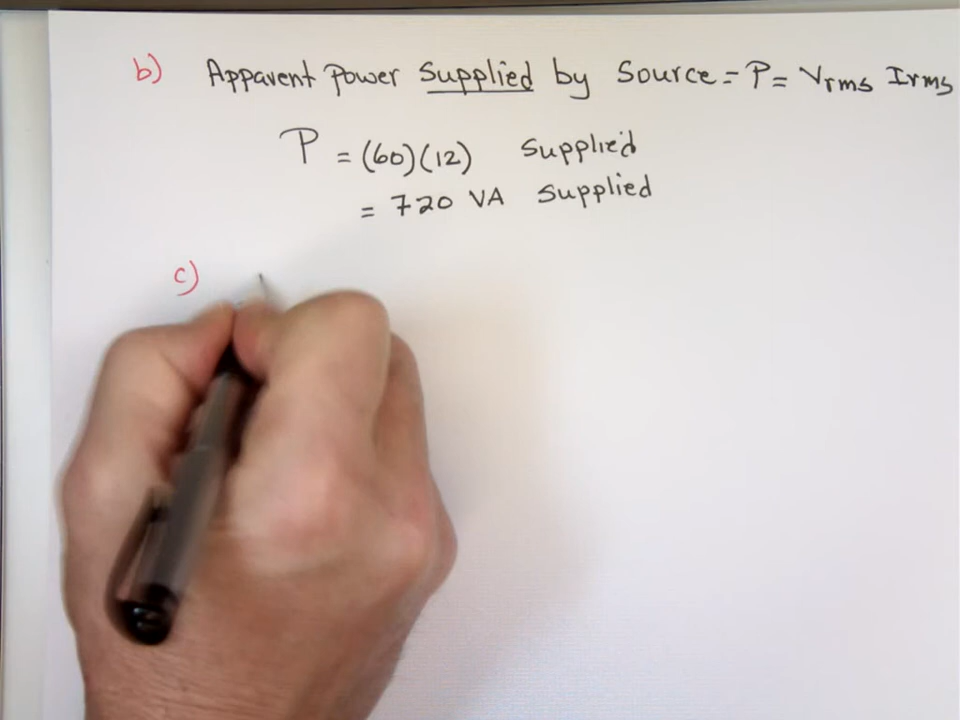 b) Apparent Power Supplied by Source = P = Vrms Irms
P = (60)(12) Supplied
= 720 VA Supplied
c)